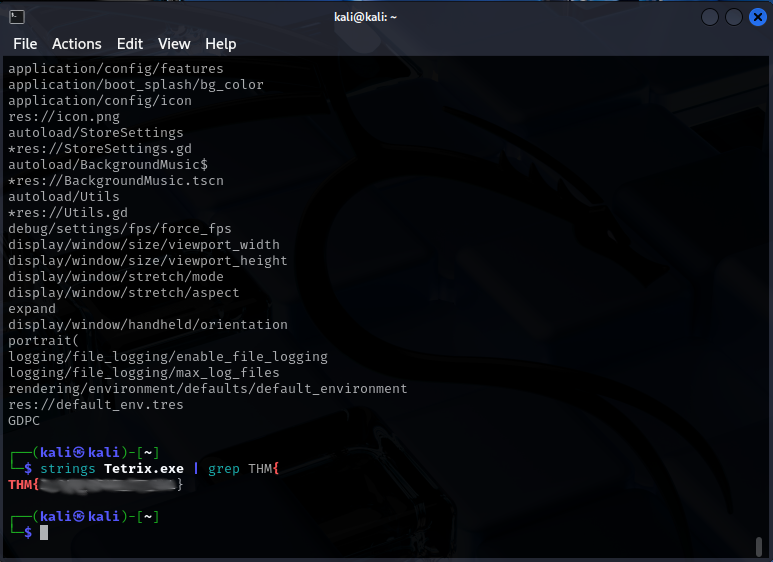 kali@kali: ~
File Actions Edit View Help
application/config/features
application/boot_splash/bg_color
application/config/icon
res://icon.png
autoload/StoreSettings
*res://StoreSettings.gd
autoload/BackgroundMusic$
*res://BackgroundMusic.tscn
autoload/Utils
*res://Utils.gd
debug/settings/fps/force_fps
display/window/size/viewport_width
display/window/size/viewport_height
display/window/stretch/mode
display/window/stretch/aspect
expand
display/window/handheld/orientation
portrait(
logging/file_logging/enable_file_logging
logging/file_logging/max_log_files
rendering/environment/defaults/default_environment
res://default_env.tres
GDPC
┌──(kali㉿kali)-[~]
└─$ strings Tetrix.exe | grep THM{
THM{}
┌──(kali㉿kali)-[~]
└─$